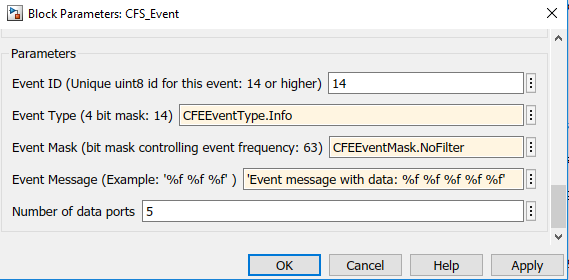 Block Parameters: CFS_Event
Parameters
Event ID (Unique uint8 id for this event: 14 or higher) 14
Event Type (4 bit mask: 14) CFEEventType.Info
Event Mask (bit mask controlling event frequency: 63) CFEEventMask.NoFilter
Event Message (Example: '%f %f %f' ) 'Event message with data: %f %f %f %f %f'
Number of data ports 5
OK Cancel Help Apply